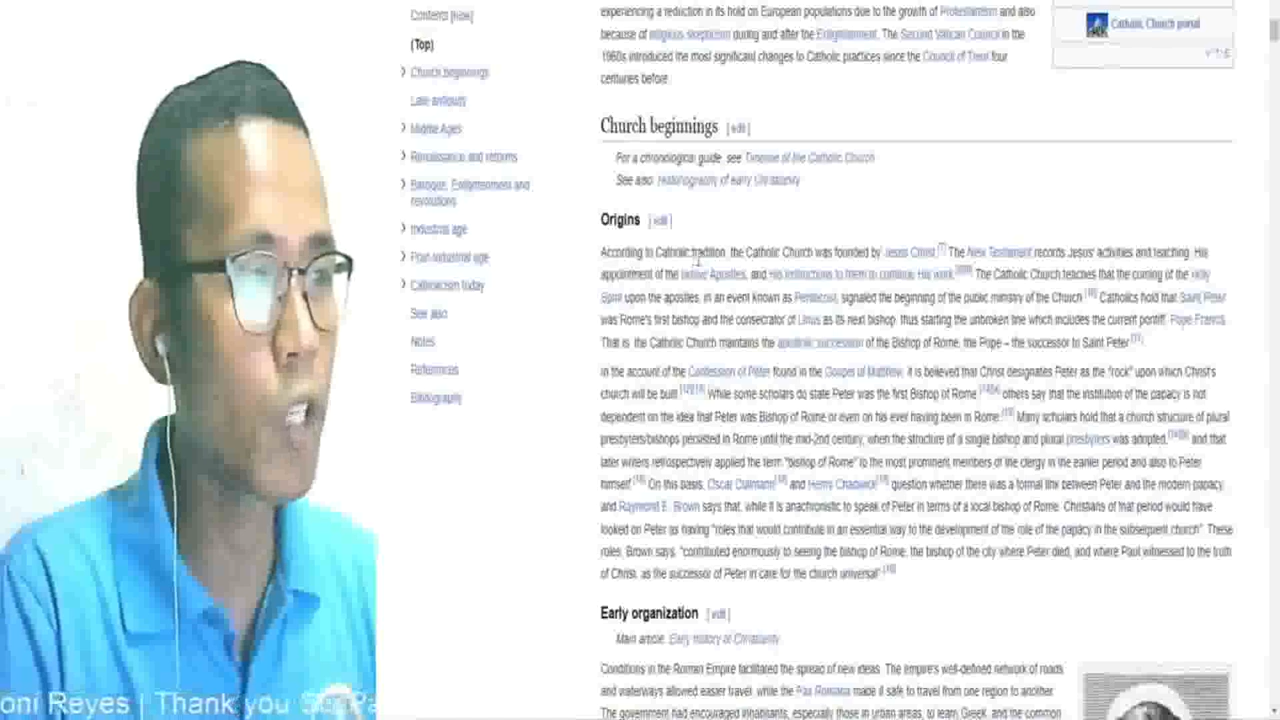 Contents [hide]
(Top)
Church beginnings
Late antiquity
Middle Ages
Renaissance and reforms
Baroque, Enlightenment and
revolutions
Industrial age
Post-Industrial age
Catholicism today
See also
Notes
References
Bibliography
experiencing a reduction in its hold on European populations due to the growth of Protestantism and also
because of religious skepticism during and after the Enlightenment. The Second Vatican Council in the
1960s introduced the most significant changes to Catholic practices since the Council of Trent four
centuries before.
Catholic Church portal
V·T·E
Church beginnings [edit]
For a chronological guide, see Timeline of the Catholic Church
See also: Historiography of early Christianity
Origins [edit]
According to Catholic tradition, the Catholic Church was founded by Jesus Christ. The New Testament records Jesus' activities and teaching, His
appointment of the twelve Apostles, and His instructions to them to continue His work. The Catholic Church teaches that the coming of the Holy
Spirit upon the apostles, in an event known as Pentecost, signaled the beginning of the public ministry of the Church. Catholics hold that Saint Peter
was Rome's first bishop and the consecrator of Linus as its next bishop, thus starting the unbroken line which includes the current pontiff, Pope Francis.
That is, the Catholic Church maintains the apostolic succession of the Bishop of Rome, the Pope – the successor to Saint Peter.
In the account of the Confession of Peter found in the Gospel of Matthew, it is believed that Christ designates Peter as the "rock" upon which Christ's
church will be built. While some scholars do state Peter was the first Bishop of Rome, others say that the institution of the papacy is not
dependent on the idea that Peter was Bishop of Rome or even on his ever having been in Rome. Many scholars hold that a church structure of plural
presbyters/bishops persisted in Rome until the mid-2nd century, when the structure of a single bishop and plural presbyters was adopted, and that
later writers retrospectively applied the term "bishop of Rome" to the most prominent members of the clergy in the earlier period and also to Peter
himself. On this basis, Oscar Cullmann and Henry Chadwick question whether there was a formal link between Peter and the modern papacy,
and Raymond E. Brown says that, while it is anachronistic to speak of Peter in terms of a local bishop of Rome, Christians of that period would have
looked on Peter as having "roles that would contribute in an essential way to the development of the role of the papacy in the subsequent church". These
roles, Brown says, "contributed enormously to seeing the bishop of Rome, the bishop of the city where Peter died, and where Paul witnessed to the truth
of Christ, as the successor of Peter in care for the church universal".
Early organization [edit]
Main article: Early history of Christianity
Conditions in the Roman Empire facilitated the spread of new ideas. The empire's well-defined network of roads
and waterways allowed easier travel, while the Pax Romana made it safe to travel from one region to another.
The government had encouraged inhabitants, especially those in urban areas, to learn Greek, and the common
oni Reyes | Thank you